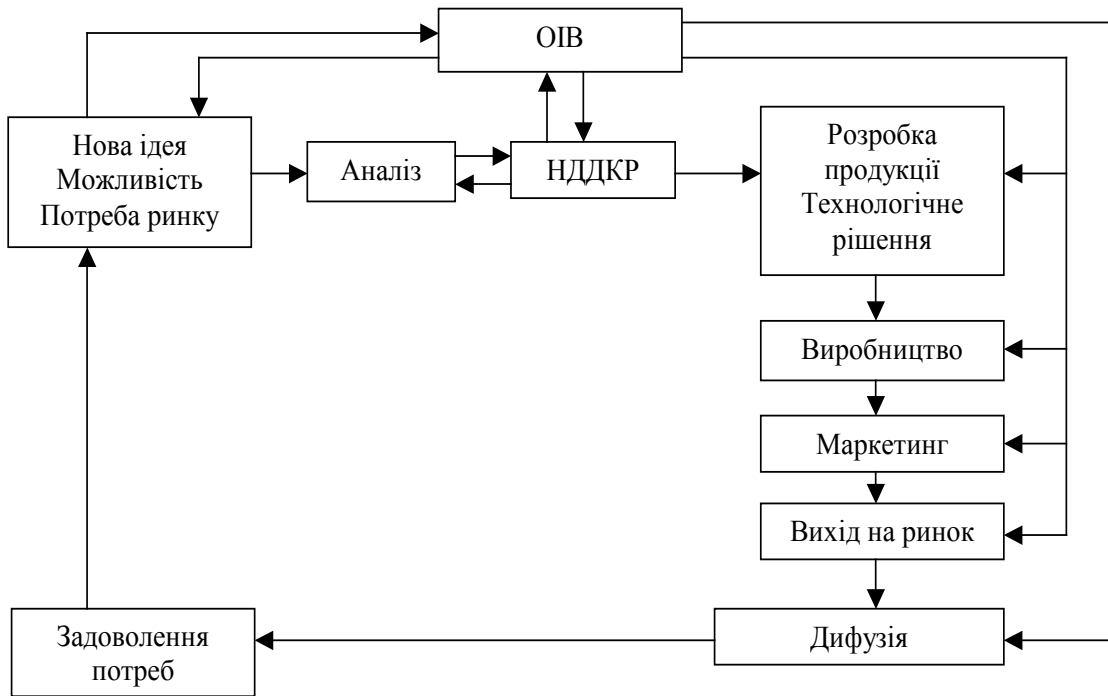 ОІВ
Нова ідея
Можливість
Потреба ринку
Аналіз
НДДКР
Розробка
продукції
Технологічне
рішення
Виробництво
Маркетинг
Вихід на ринок
Задоволення
потреб
Дифузія